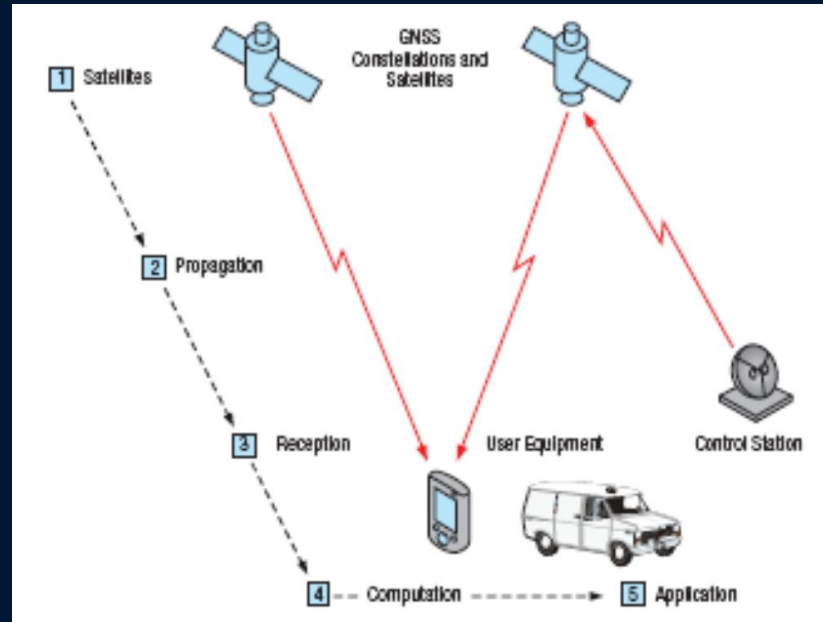 GNSS
Constellations and
Satellites
1 Satellites
2 Propagation
3 Reception
User Equipment
Control Station
4 Computation
5 Application